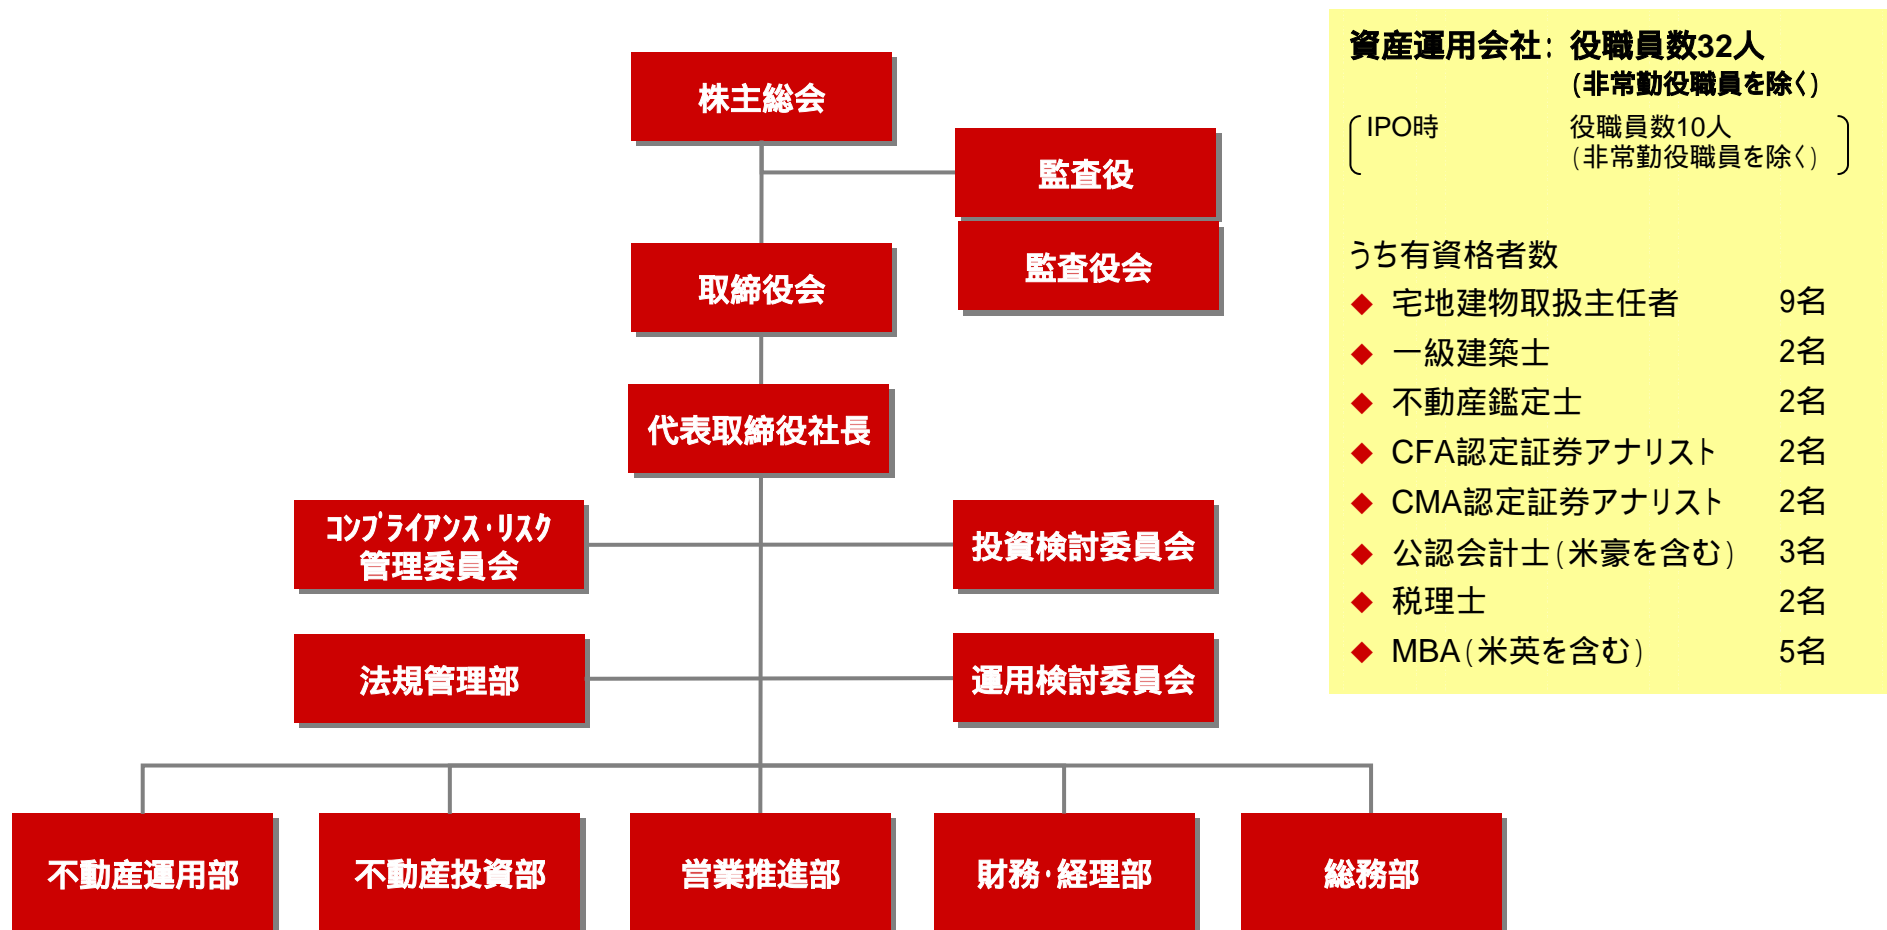 株主総会
監査役
監査役会
取締役会
代表取締役社長
ｺﾝﾌﾟﾗｲｱﾝｽ･ﾘｽｸ
管理委員会
投資検討委員会
法規管理部
運用検討委員会
不動産運用部
不動産投資部
営業推進部
財務･経理部
総務部
資産運用会社: 役職員数32人
(非常勤役職員を除く)
IPO時 役職員数10人
(非常勤役職員を除く)
うち有資格者数
◆ 宅地建物取扱主任者 9名
◆ 一級建築士 2名
◆ 不動産鑑定士 2名
◆ CFA認定証券アナリスト 2名
◆ CMA認定証券アナリスト 2名
◆ 公認会計士(米豪を含む) 3名
◆ 税理士 2名
◆ MBA(米英を含む) 5名